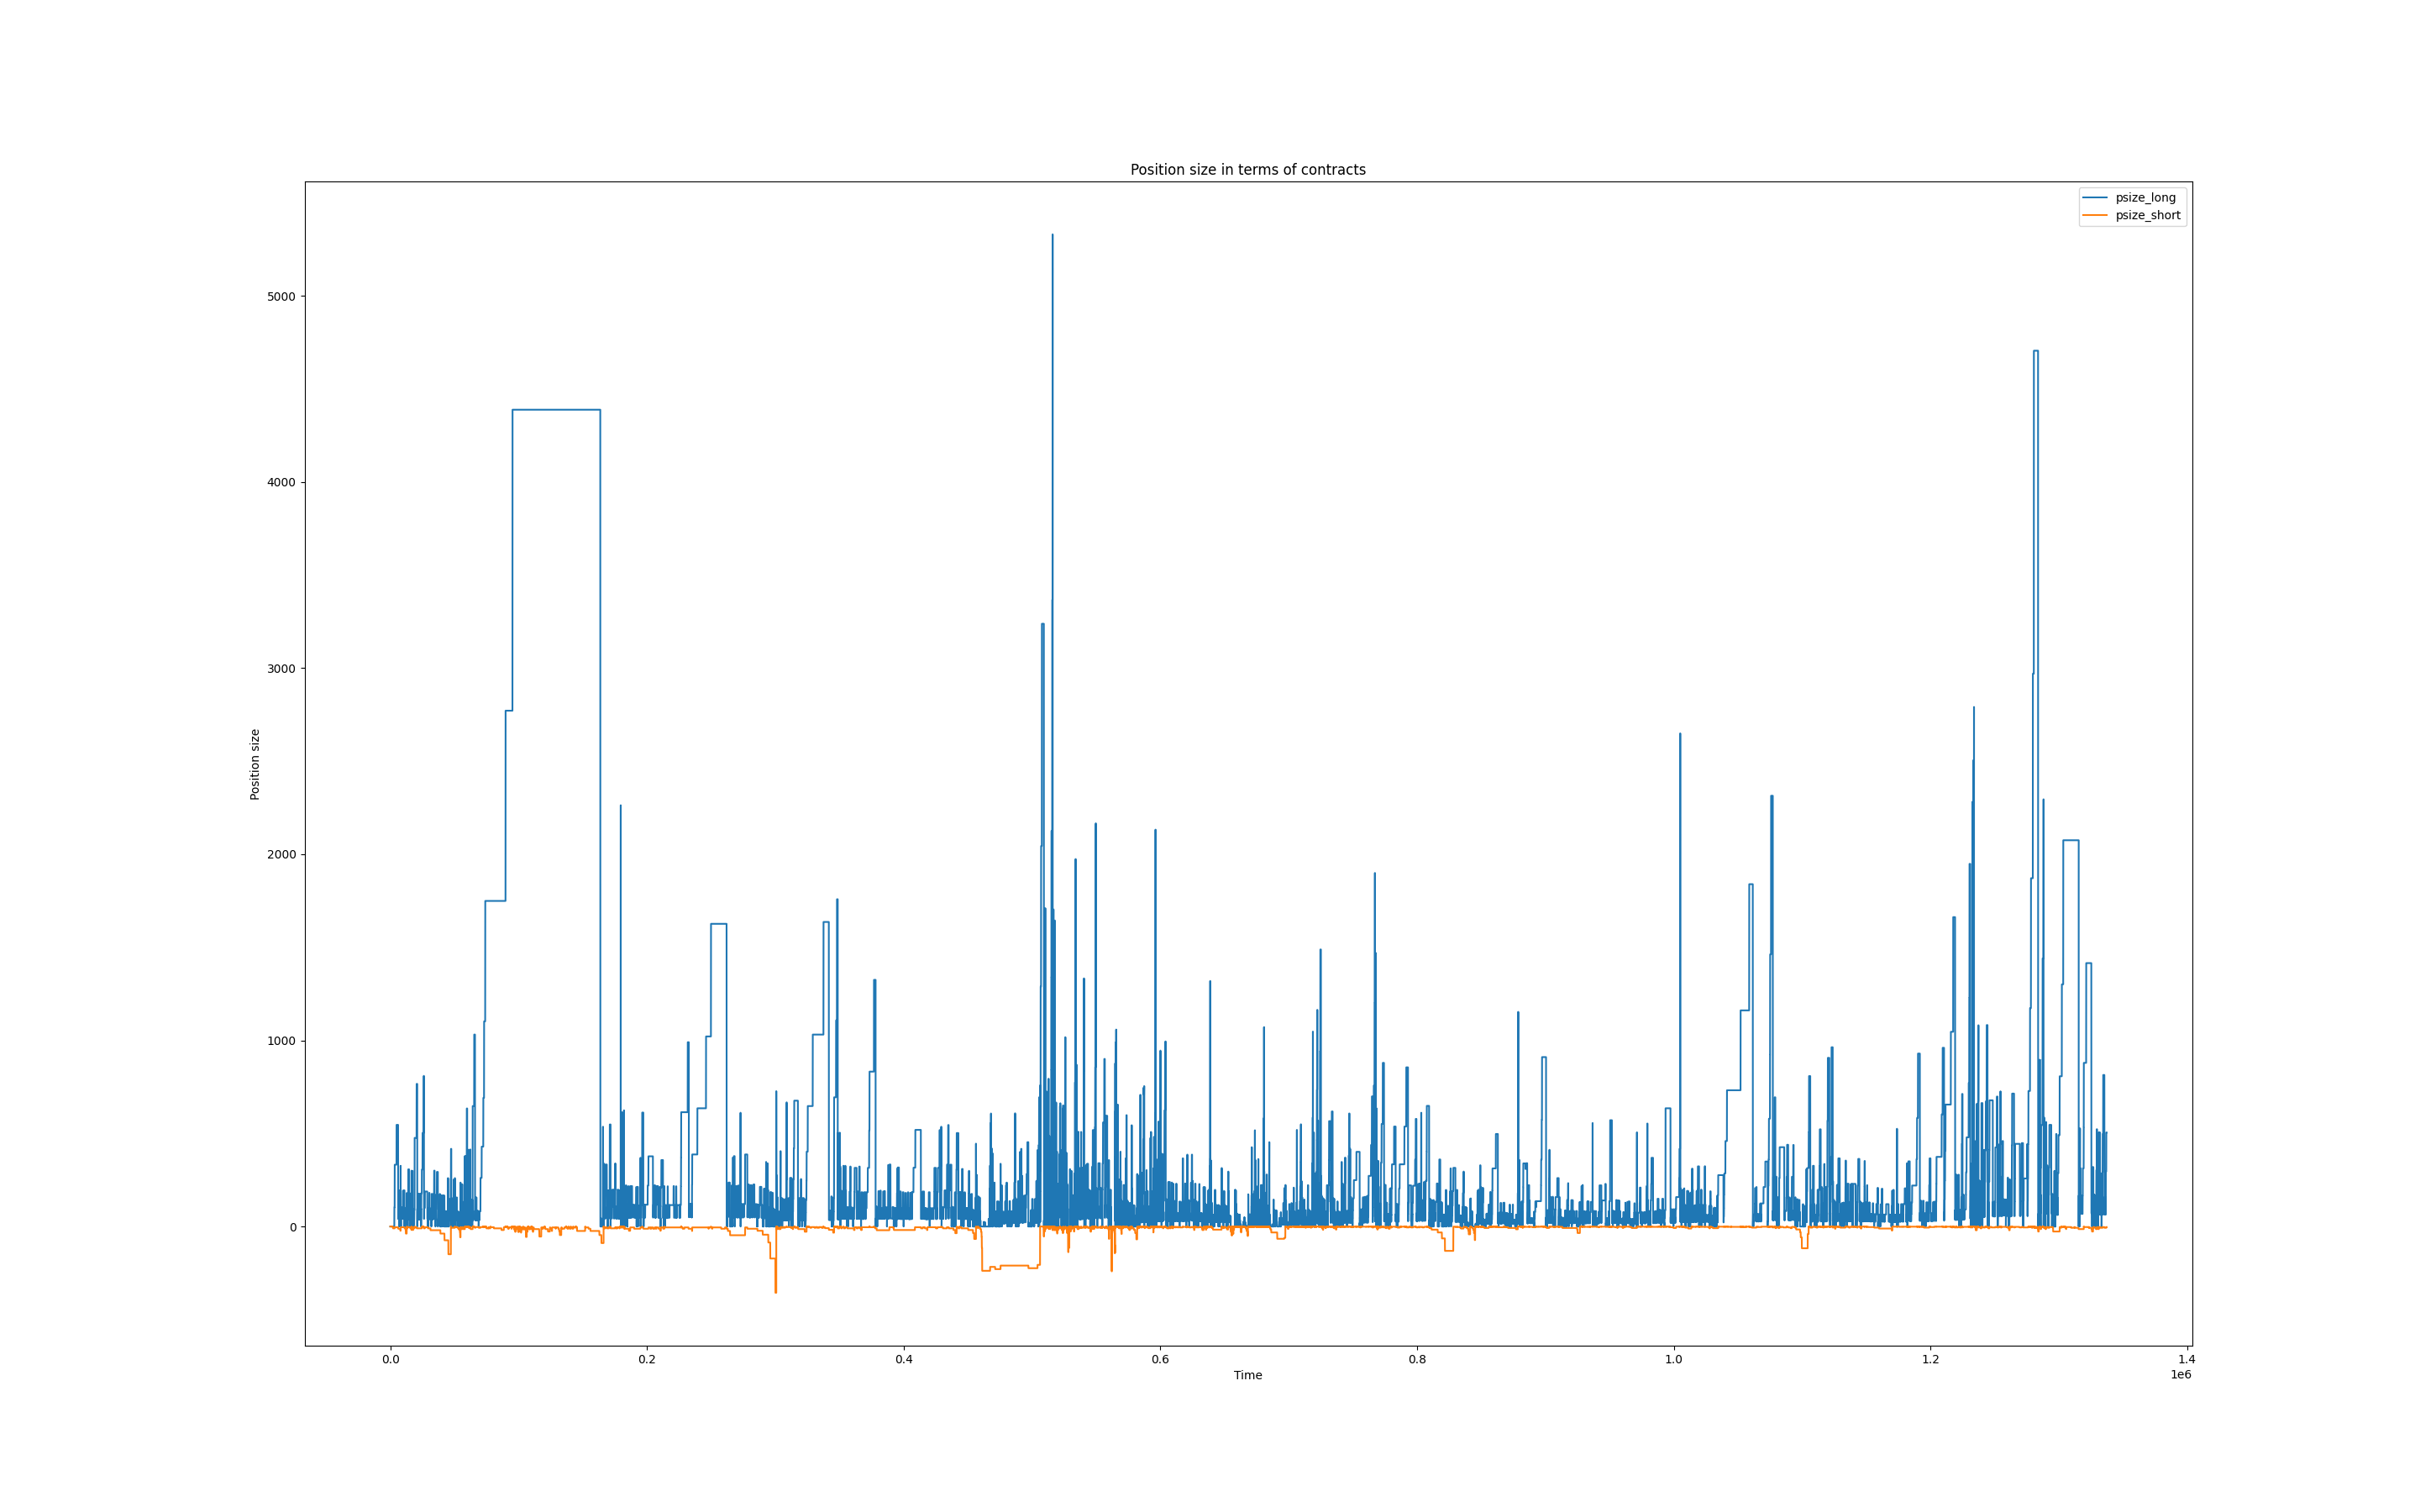 Position size in terms of contracts
psize_long
psize_short
5000
4000
3000
2000
1000
0
Position size
0.0 0.2 0.4 0.6 0.8 1.0 1.2 1.4
Time
1e6